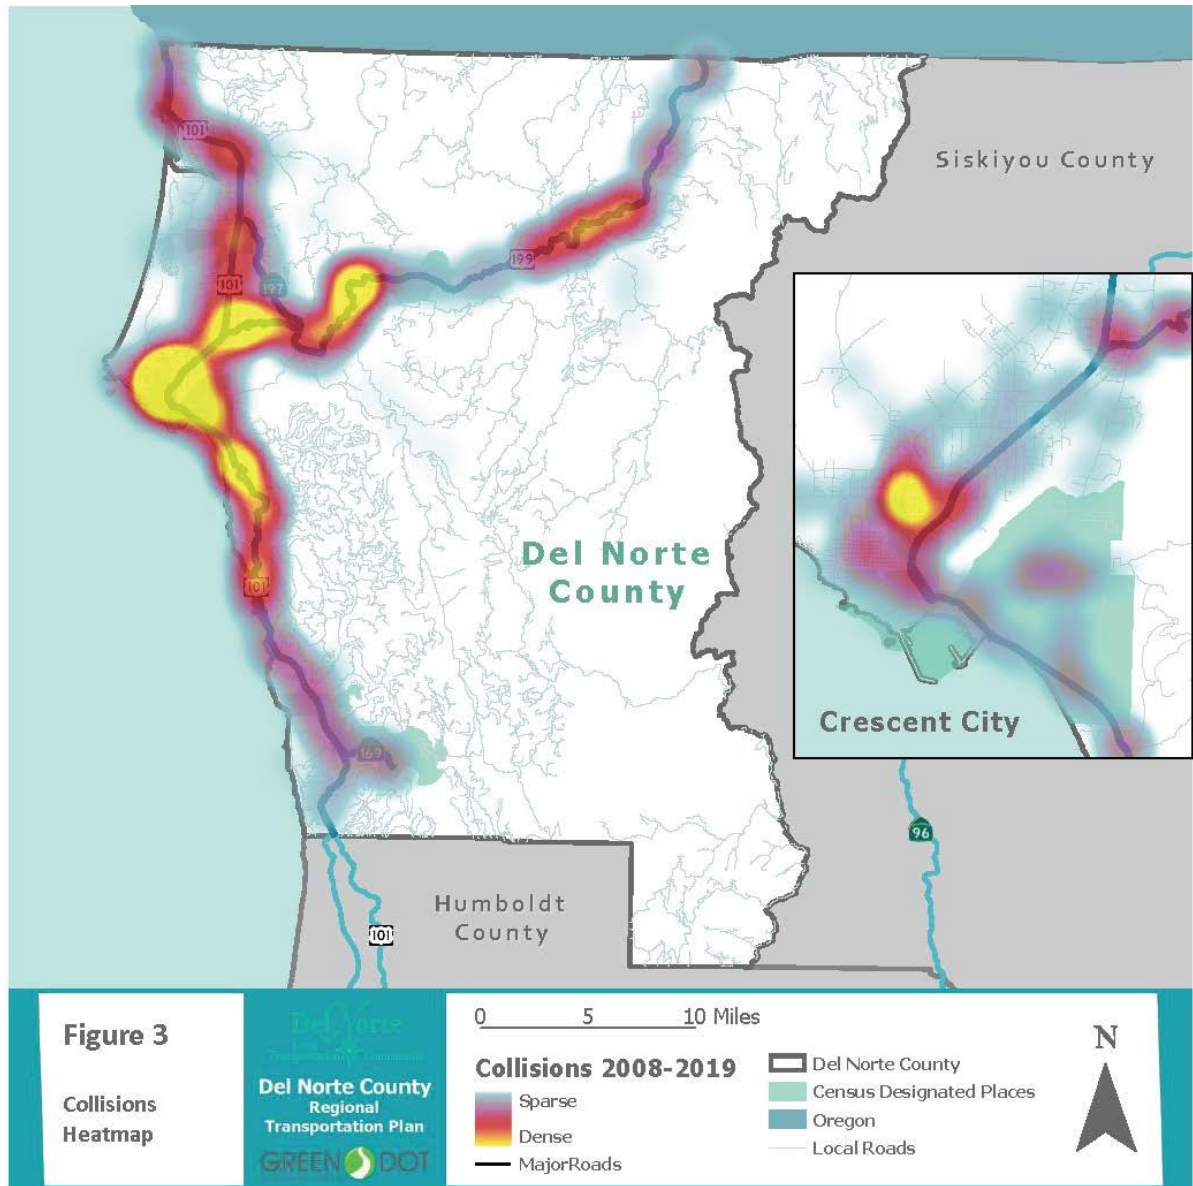 101
Siskiyou County
199
101
197
Del Norte
County
101
Crescent City
169
96
Humboldt
County
101
Figure 3
Collisions
Heatmap
Del Norte
Del Norte County
Regional
Transportation Plan
GREEN DOT
0 5 10 Miles
Collisions 2008-2019
Sparse
Dense
MajorRoads
Del Norte County
Census Designated Places
Oregon
Local Roads
N